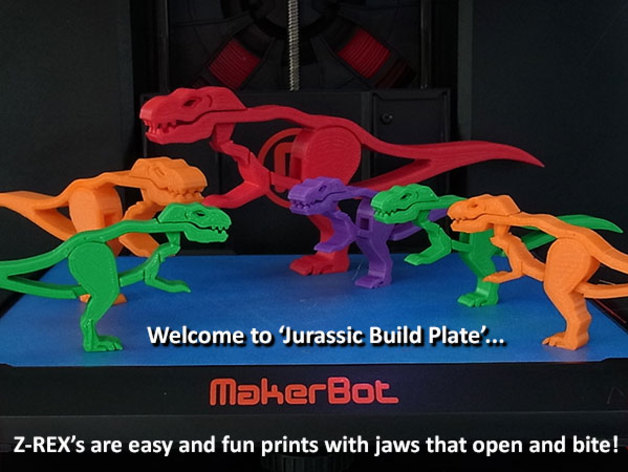 Welcome to ‘Jurassic Build Plate’...
MakerBot
Z-REX’s are easy and fun prints with jaws that open and bite!